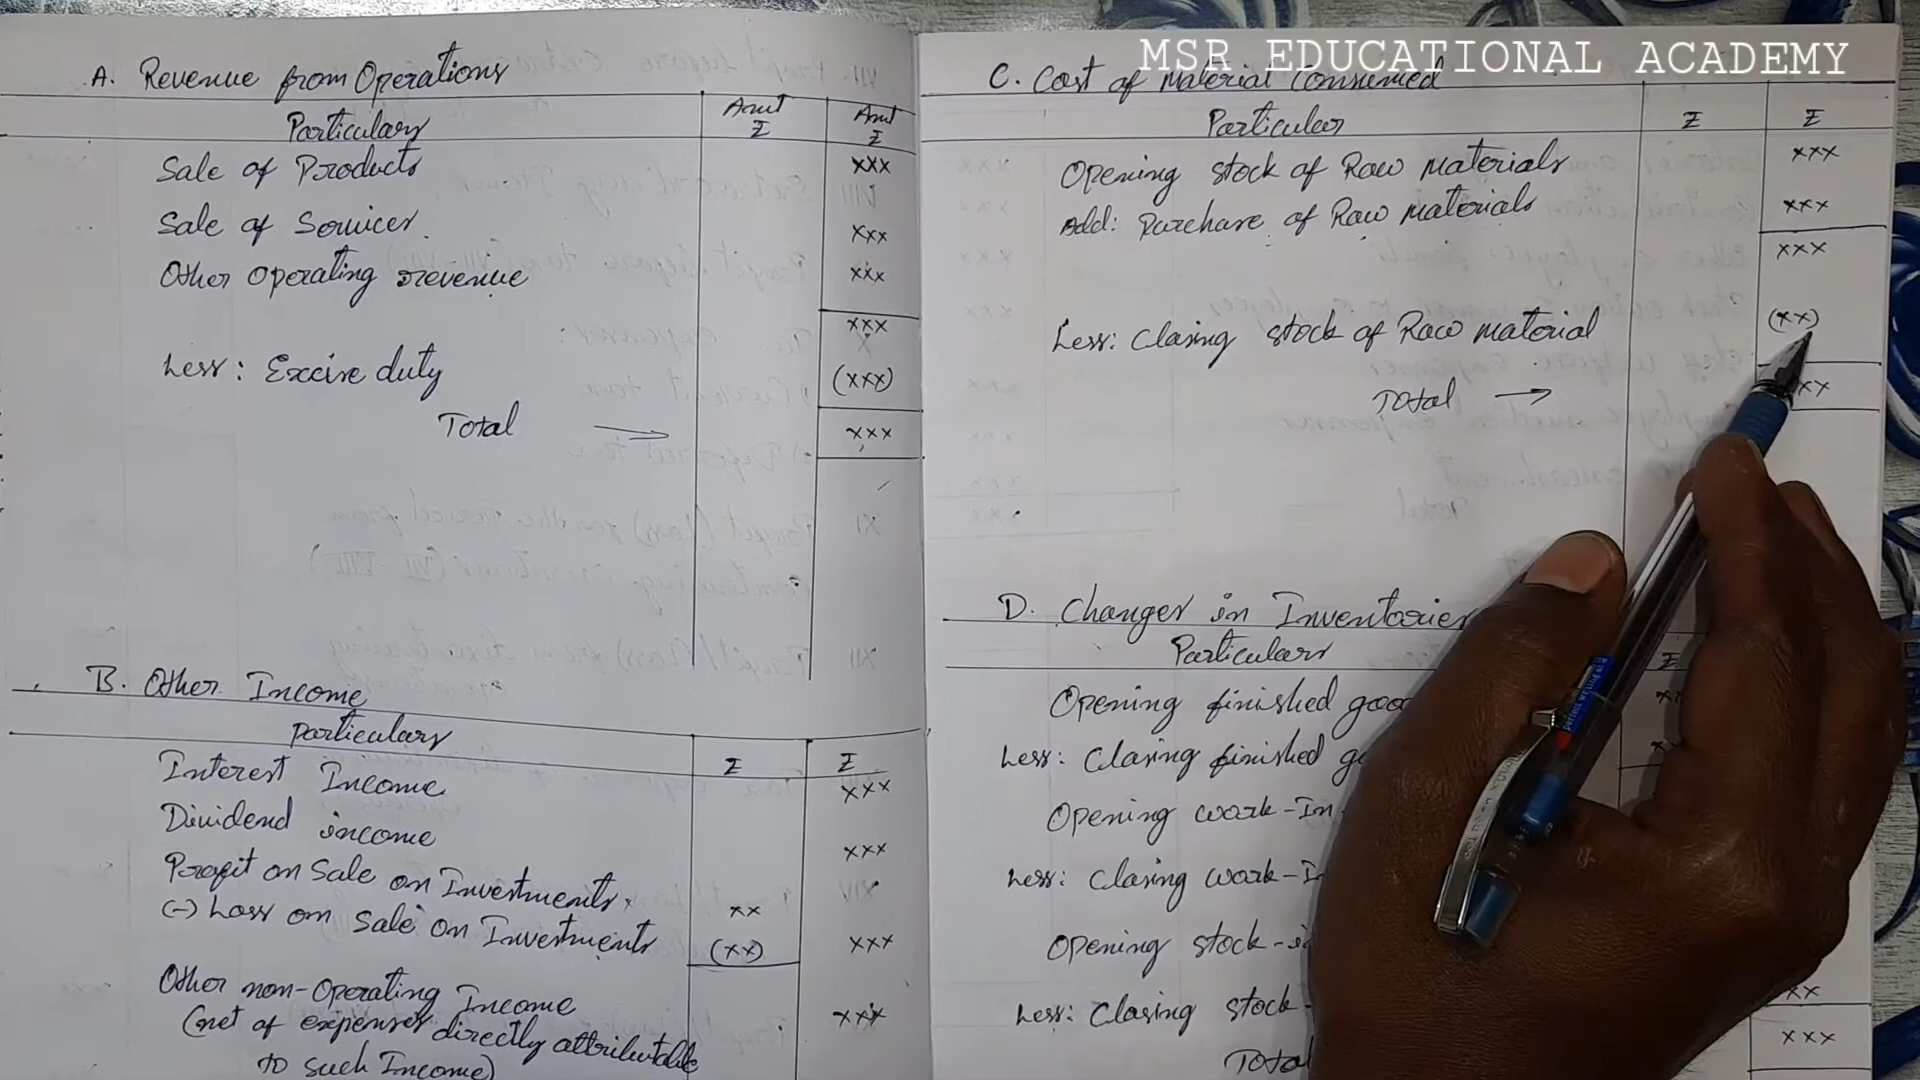 MSR EDUCATIONAL ACADEMY
A. Revenue from Operations
Particulars Amt ₹ Amt ₹
Sale of Products xxx
Sale of Services xxx
Other Operating revenue xxx
xxx
Less: Excise duty (xxx)
Total → xxx
B. Other Income
Particulars ₹ ₹
Interest Income xxx
Dividend income xxx
Profit on Sale on Investments xx
(-) Loss on Sale on Investments (xx) xxx
Other non-Operating Income
(net of expenses directly attributable xxx
to such Income)
C. Cost of Material Consumed
Particular ₹ ₹
Opening stock of Raw Materials xxx
Add: Purchase of Raw Materials xxx
xxx
Less: Closing stock of Raw Material (xx)
Total → xx
D. Changes in Inventories
Particulars ₹
Opening finished
Less: Closing finished
Opening work-In
Less: Closing work-
Opening stock-
Less: Closing stock- xx
Total xxx